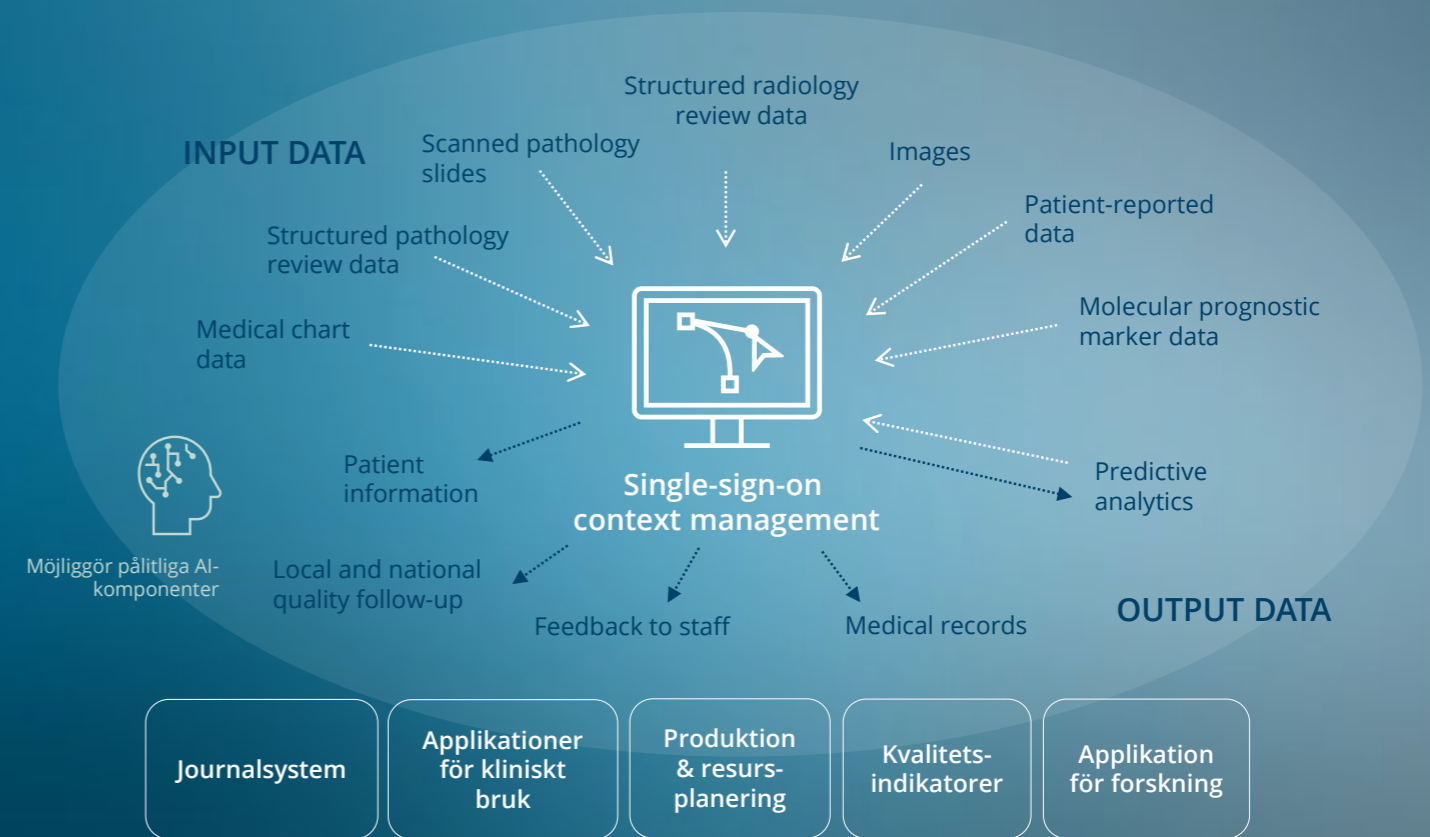 Structured radiology
review data
INPUT DATA
Scanned pathology
slides
Images
Patient-reported
data
Structured pathology
review data
Molecular prognostic
marker data
Medical chart
data
Patient
information
Single-sign-on
context management
Predictive
analytics
Möjliggör pålitliga AI-
komponenter
Local and national
quality follow-up
Feedback to staff
Medical records
OUTPUT DATA
Journalsystem
Applikationer
för kliniskt
bruk
Produktion
& resurs-
planering
Kvalitets-
indikatorer
Applikation
för forskning